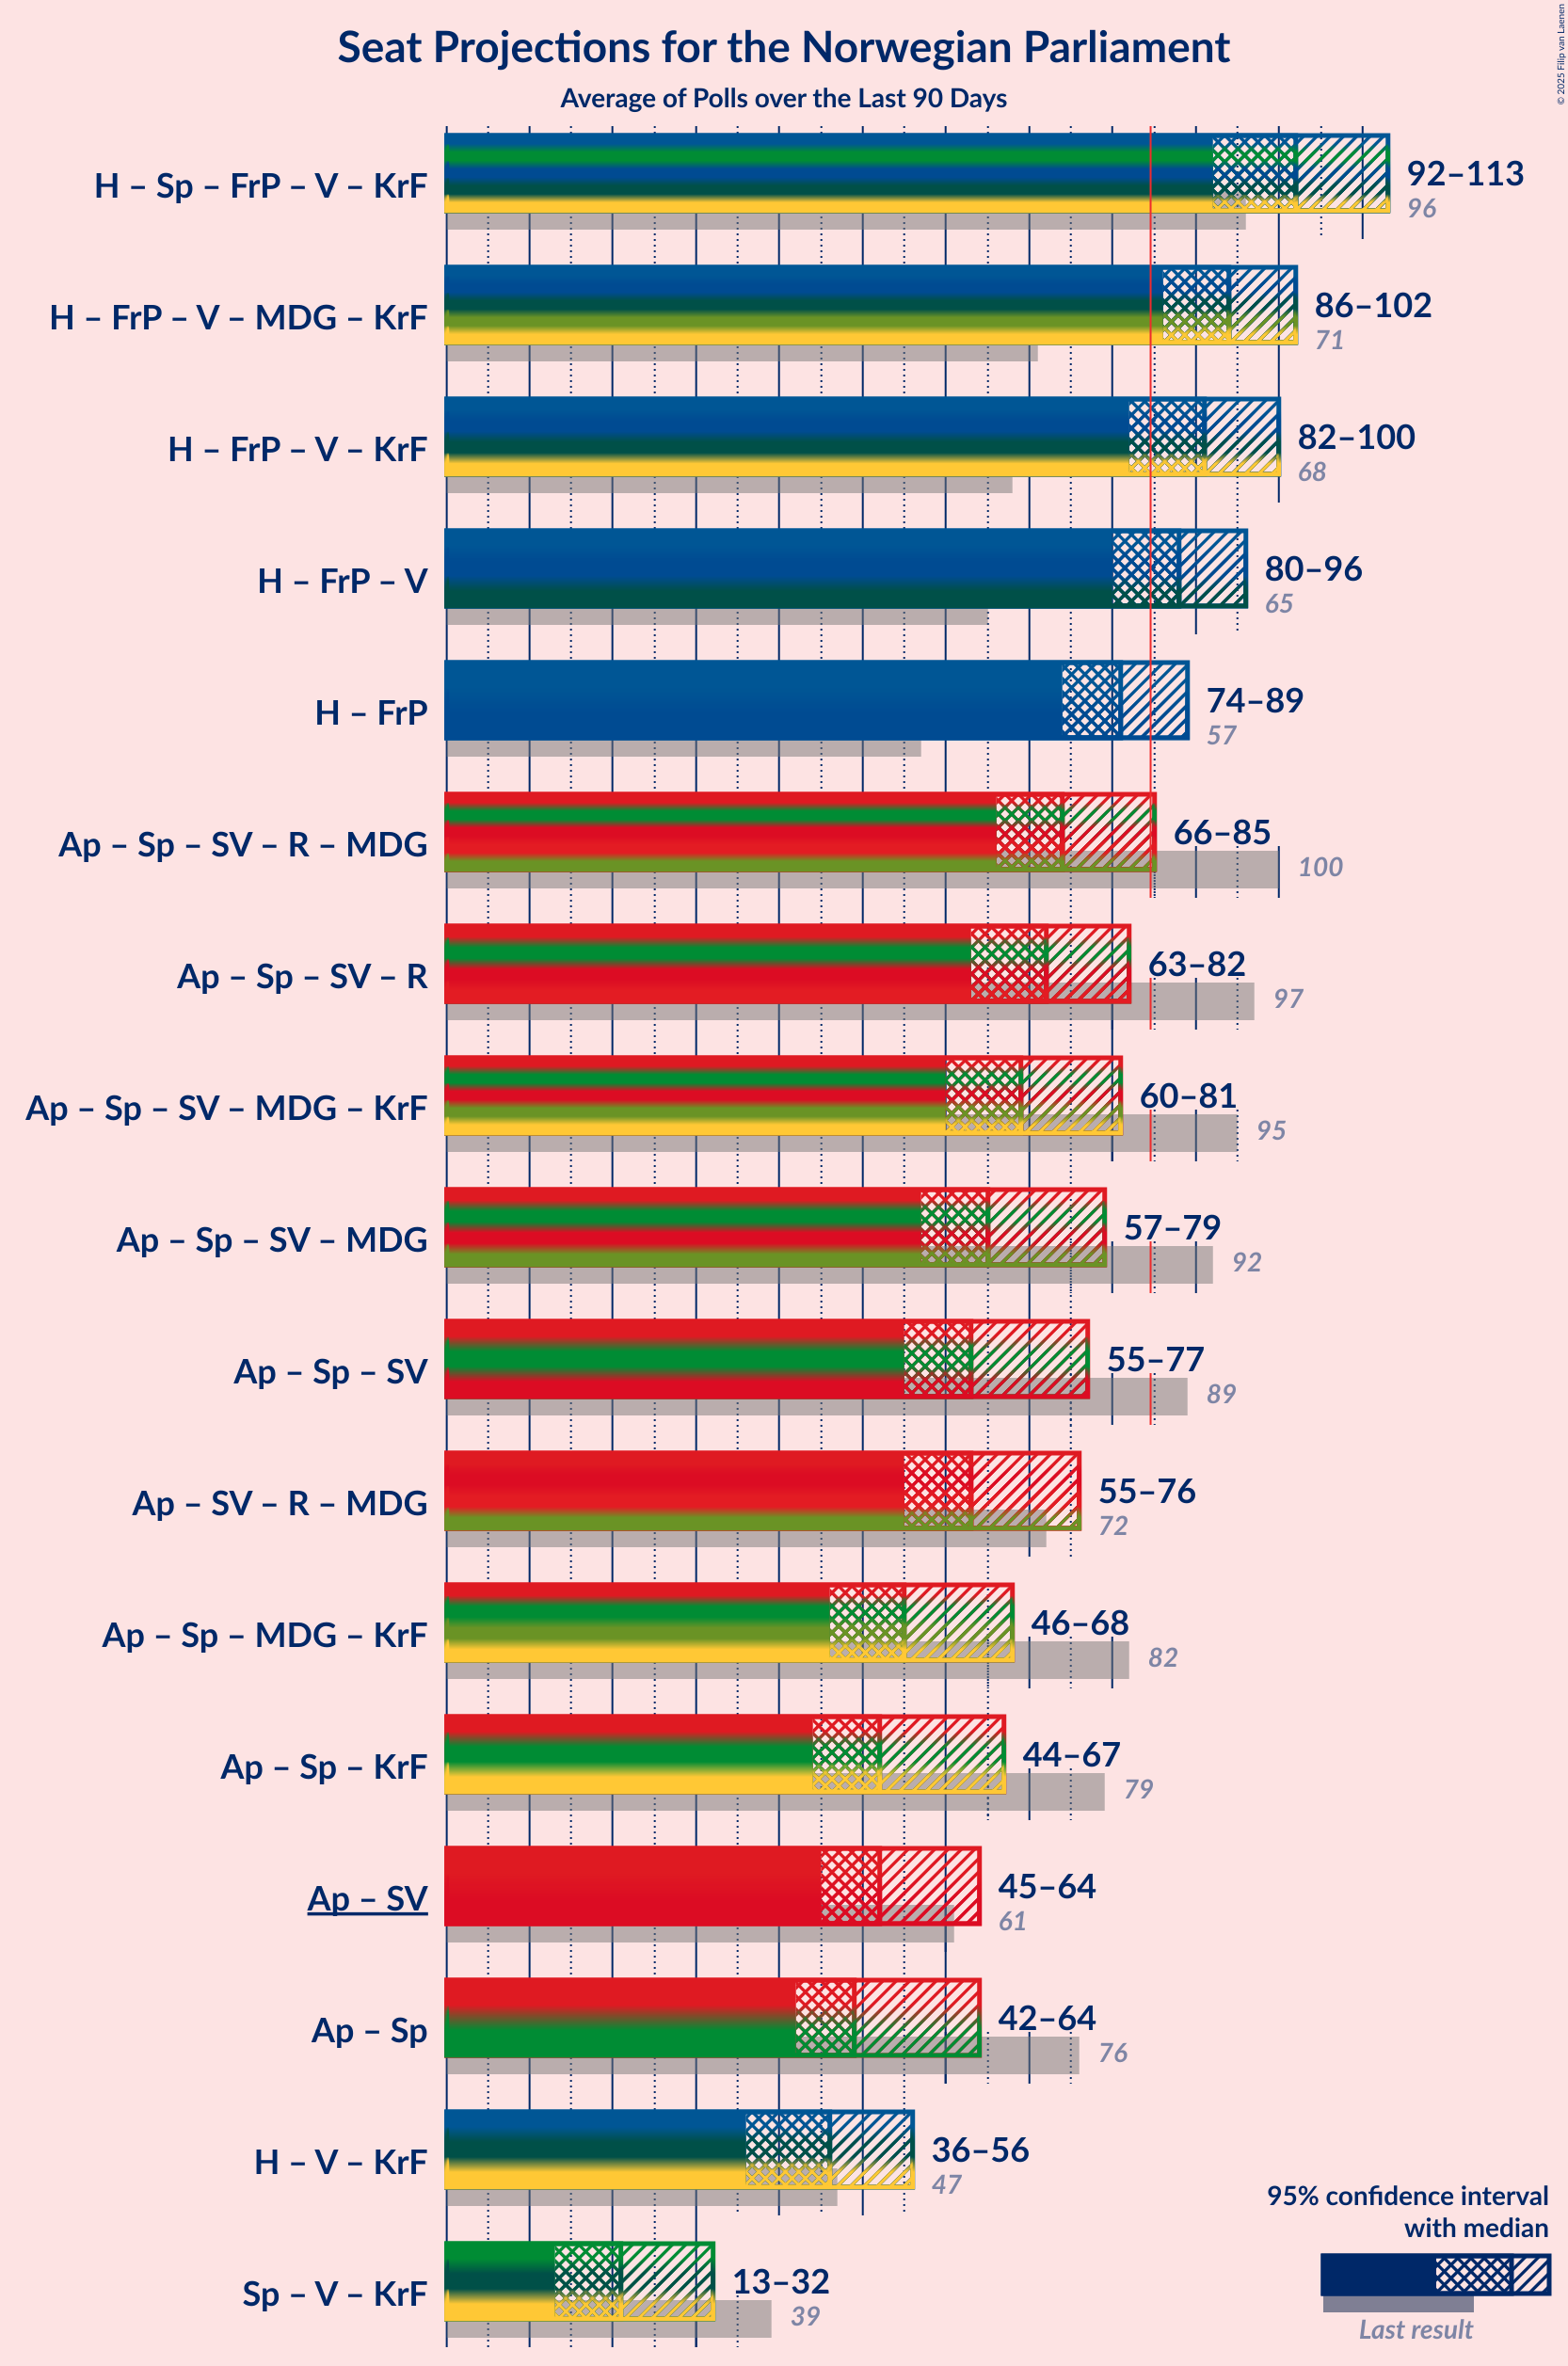 Seat Projections for the Norwegian Parliament
Average of Polls over the Last 90 Days
© 2025 Filip van Laenen
H – Sp – FrP – V – KrF
92–113
96
H – FrP – V – MDG – KrF
86–102
71
H – FrP – V – KrF
82–100
68
H – FrP – V
80–96
65
H – FrP
74–89
57
Ap – Sp – SV – R – MDG
66–85
100
Ap – Sp – SV – R
63–82
97
Ap – Sp – SV – MDG – KrF
60–81
95
Ap – Sp – SV – MDG
57–79
92
Ap – Sp – SV
55–77
89
Ap – SV – R – MDG
55–76
72
Ap – Sp – MDG – KrF
46–68
82
Ap – Sp – KrF
44–67
79
Ap – SV
45–64
61
Ap – Sp
42–64
76
H – V – KrF
36–56
47
Sp – V – KrF
13–32
39
95% confidence interval
with median
Last result